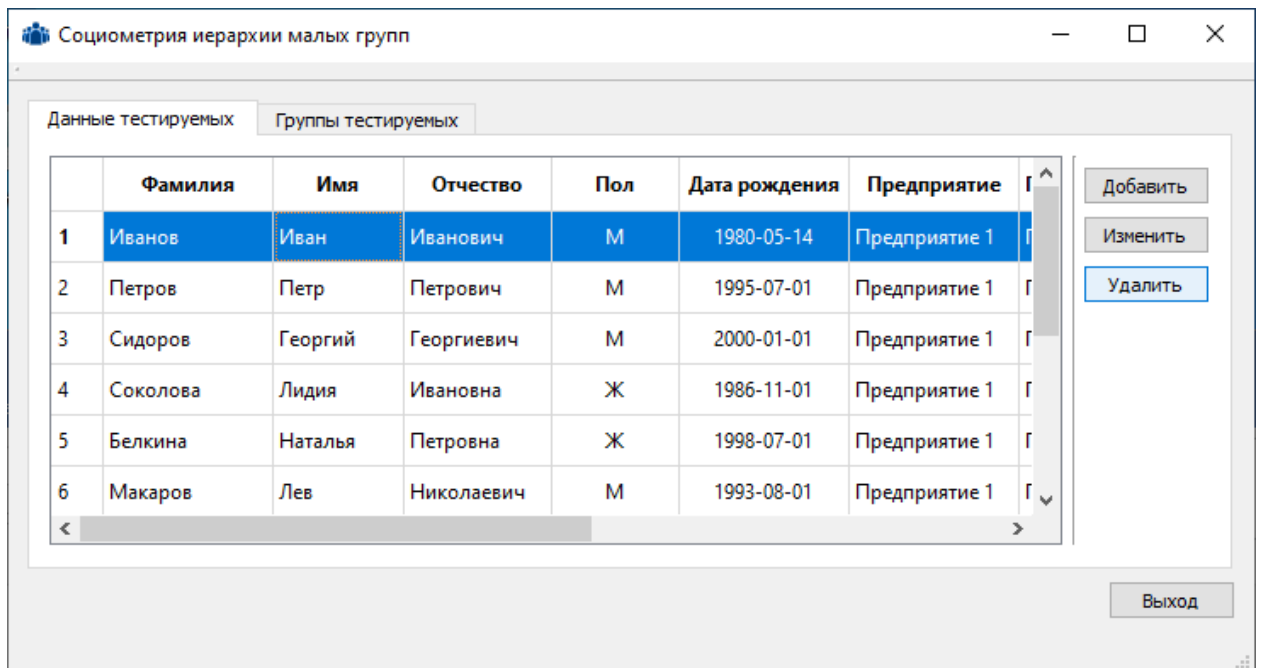 Социометрия иерархии малых групп
Данные тестируемых Группы тестируемых
Фамилия Имя Отчество Пол Дата рождения Предприятие Добавить
1 Иванов Иван Иванович М 1980-05-14 Предприятие 1 Изменить
2 Петров Петр Петрович М 1995-07-01 Предприятие 1 Удалить
3 Сидоров Георгий Георгиевич М 2000-01-01 Предприятие 1
4 Соколова Лидия Ивановна Ж 1986-11-01 Предприятие 1
5 Белкина Наталья Петровна Ж 1998-07-01 Предприятие 1
6 Макаров Лев Николаевич М 1993-08-01 Предприятие 1
Выход